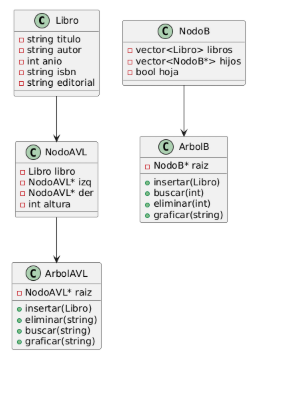 Libro
string titulo
string autor
int anio
string isbn
string editorial
NodoB
vector<Libro> libros
vector<NodoB*> hijos
bool hoja
NodoAVL
Libro libro
NodoAVL* izq
NodoAVL* der
int altura
ArbolB
NodoB* raiz
insertar(Libro)
buscar(int)
eliminar(int)
graficar(string)
ArbolAVL
NodoAVL* raiz
insertar(Libro)
eliminar(string)
buscar(string)
graficar(string)